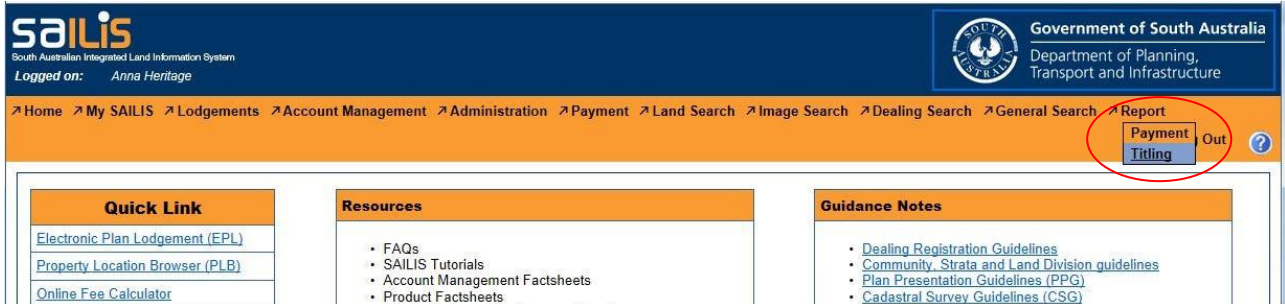 saiLiS
South Australian Integrated Land Information System
Logged on: Anna Heritage
Government of South Australia
Department of Planning,
Transport and Infrastructure
SOUTH AUSTRALIA
Home My SAILIS Lodgements Account Management Administration Payment Land Search Image Search Dealing Search General Search Report
Payment
Out
Titling
?
Quick Link
Electronic Plan Lodgement (EPL)
Property Location Browser (PLB)
Online Fee Calculator
Resources
• FAQs
• SAILIS Tutorials
• Account Management Factsheets
• Product Factsheets
Guidance Notes
• Dealing Registration Guidelines
• Community, Strata and Land Division guidelines
• Plan Presentation Guidelines (PPG)
• Cadastral Survey Guidelines (CSG)